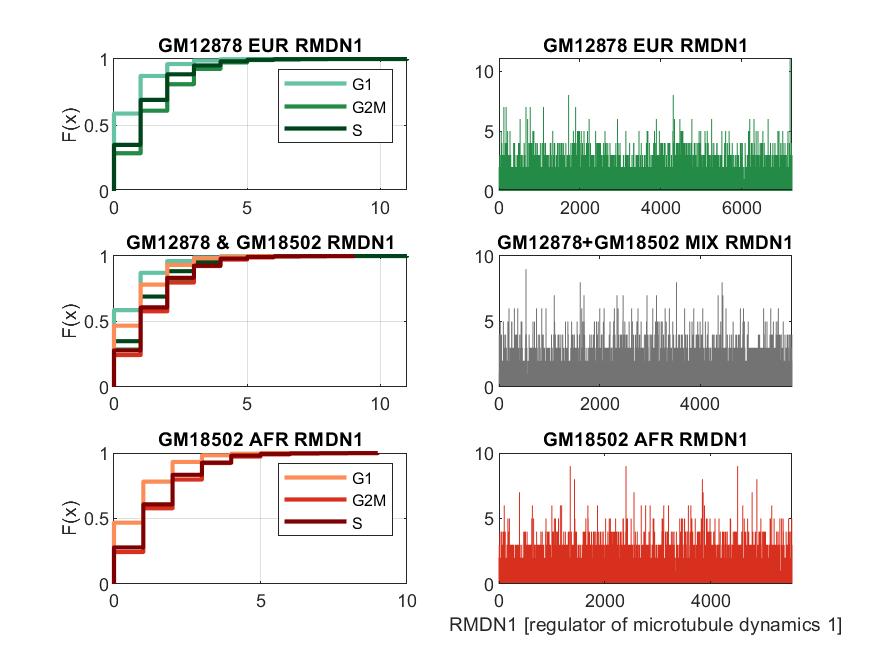 GM12878 EUR RMDN1
F(x)
1
0.5
0
0 5 10
G1
G2M
S
GM12878 EUR RMDN1
10
5
0
0 2000 4000 6000
GM12878 & GM18502 RMDN1
F(x)
1
0.5
0
0 5 10
GM12878+GM18502 MIX RMDN1
10
5
0
0 2000 4000
GM18502 AFR RMDN1
F(x)
1
0.5
0
0 5 10
G1
G2M
S
GM18502 AFR RMDN1
10
5
0
0 2000 4000
RMDN1 [regulator of microtubule dynamics 1]